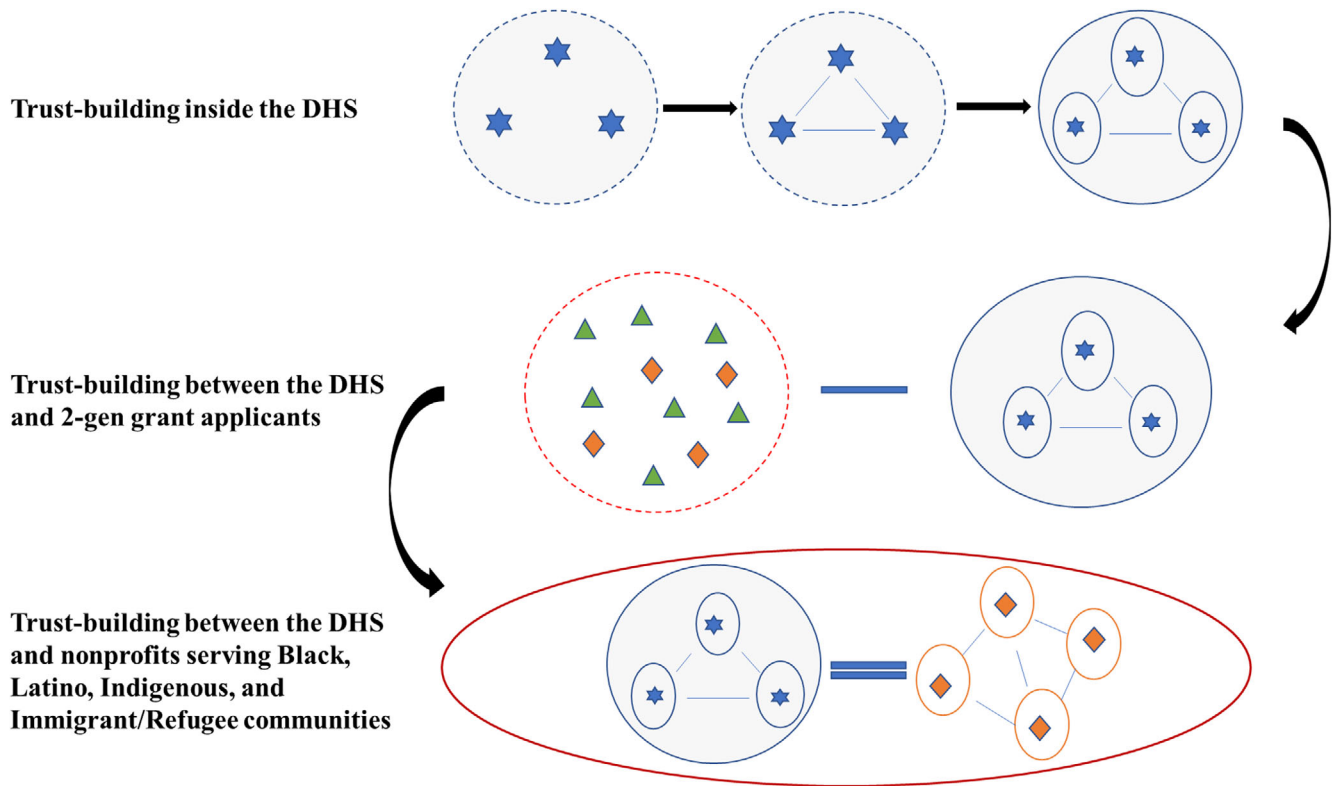 Trust-building inside the DHS
Trust-building between the DHS
and 2-gen grant applicants
Trust-building between the DHS
and nonprofits serving Black,
Latino, Indigenous, and
Immigrant/Refugee communities